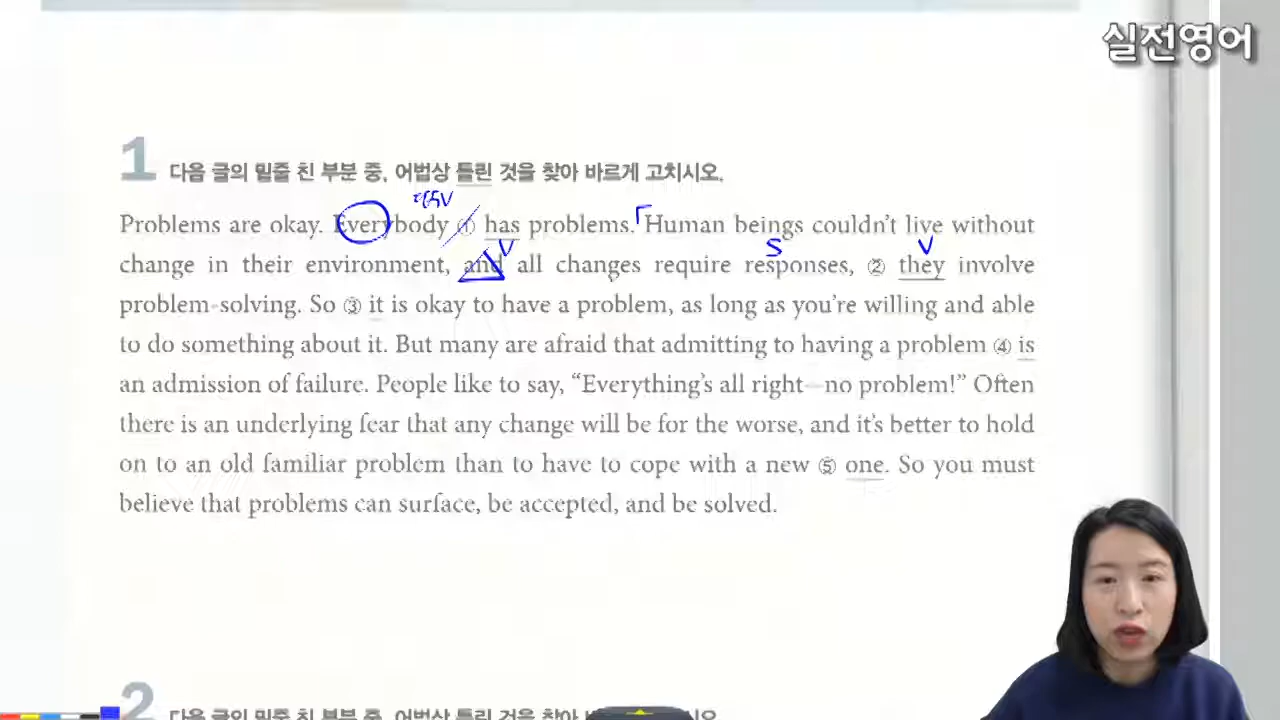 실전영어
1 다음 글의 밑줄 친 부분 중, 어법상 틀린 것을 찾아 바르게 고치시오.
Problems are okay. Everybody ① has problems. Human beings couldn't live without
V
S
V
change in their environment, and all changes require responses, ② they involve
problem-solving. So ③ it is okay to have a problem, as long as you're willing and able
to do something about it. But many are afraid that admitting to having a problem ④ is
an admission of failure. People like to say, “Everything's all right—no problem!” Often
there is an underlying fear that any change will be for the worse, and it's better to hold
on to an old familiar problem than to have to cope with a new ⑤ one. So you must
believe that problems can surface, be accepted, and be solved.
2 다음 글의 밑줄 친 부분 중, 어법상 틀린 것을 찾아 바르게 고치시오